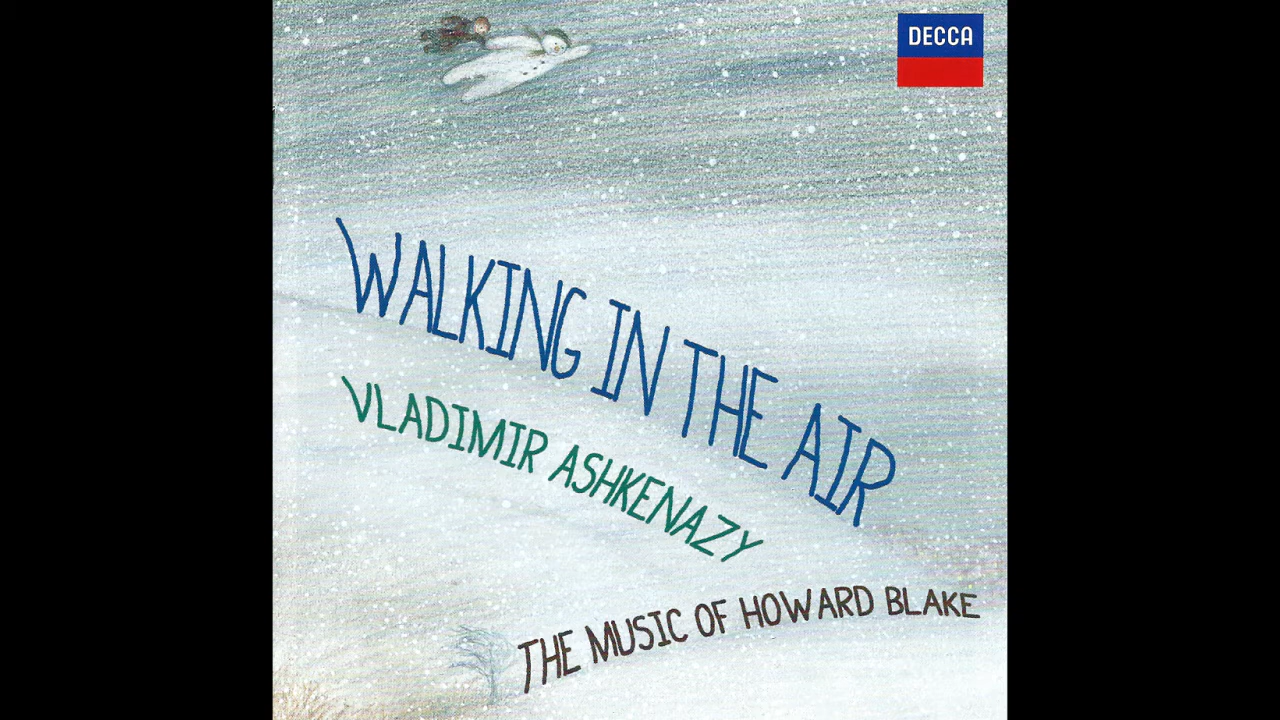 DECCA
WALKING IN THE AIR
VLADIMIR ASHKENAZY
THE MUSIC OF HOWARD BLAKE